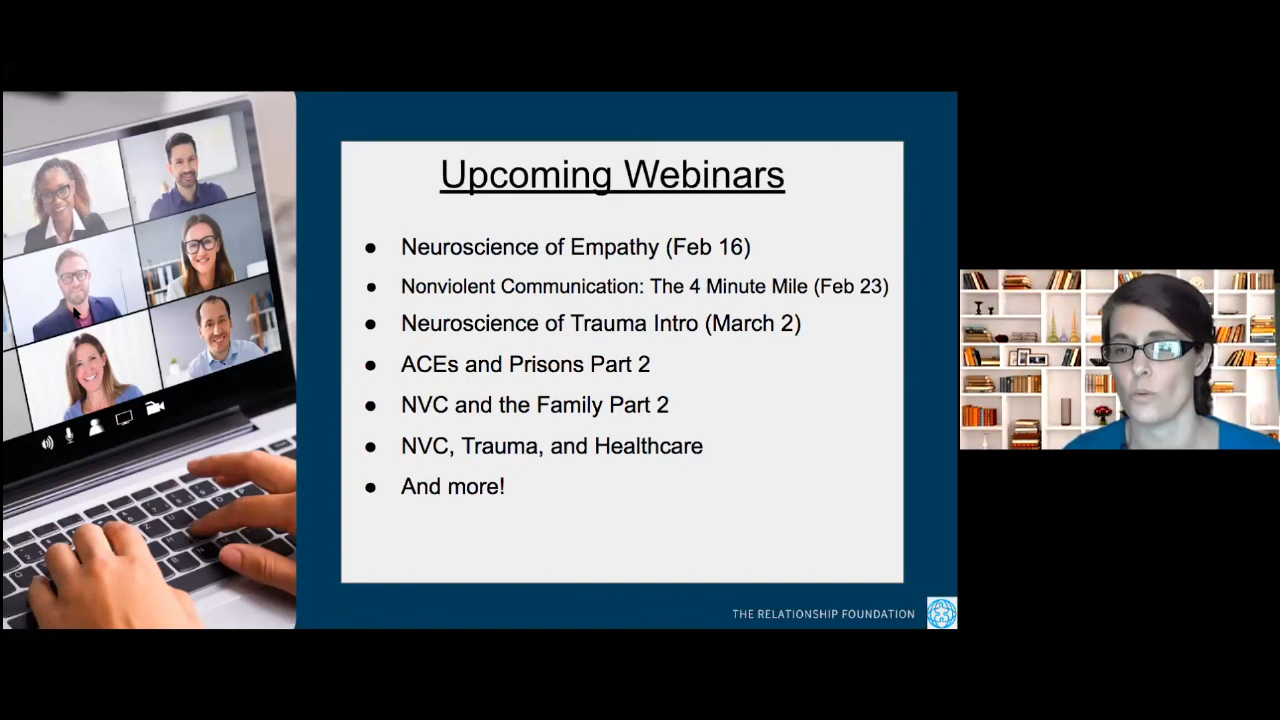 Upcoming Webinars
Neuroscience of Empathy (Feb 16)
Nonviolent Communication: The 4 Minute Mile (Feb 23)
Neuroscience of Trauma Intro (March 2)
ACEs and Prisons Part 2
NVC and the Family Part 2
NVC, Trauma, and Healthcare
And more!
THE RELATIONSHIP FOUNDATION